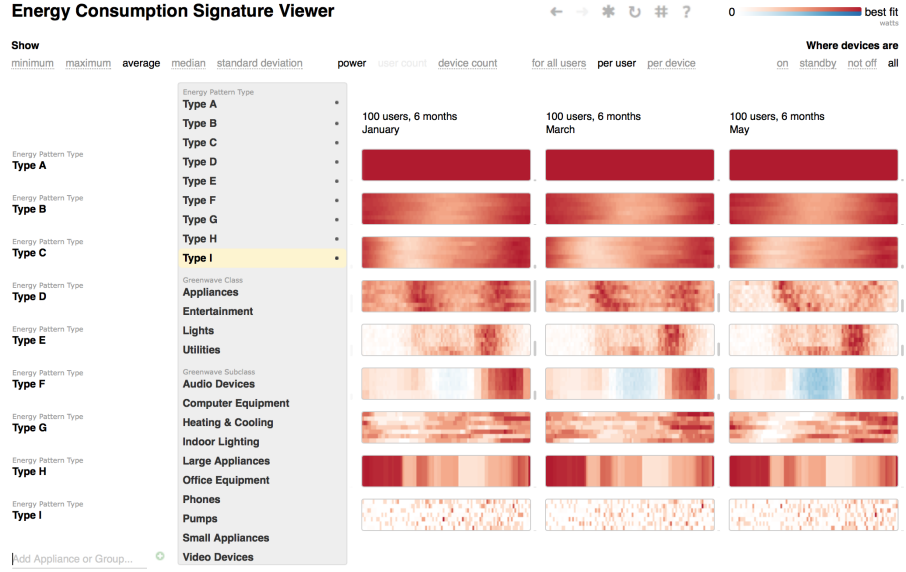 Energy Consumption Signature Viewer
0 best fit
watts
Show
Where devices are
minimum maximum average median standard deviation power user count device count for all users per user per device on standby not off all
Energy Pattern Type
Type A
Type B
Type C
Type D
Type E
Type F
Type G
Type H
Type I
Greenwave Class
Appliances
Entertainment
Lights
Utilities
Greenwave Subclass
Audio Devices
Computer Equipment
Heating & Cooling
Indoor Lighting
Large Appliances
Office Equipment
Phones
Pumps
Small Appliances
Video Devices
100 users, 6 months
January
100 users, 6 months
March
100 users, 6 months
May
Energy Pattern Type
Type A
Energy Pattern Type
Type B
Energy Pattern Type
Type C
Energy Pattern Type
Type D
Energy Pattern Type
Type E
Energy Pattern Type
Type F
Energy Pattern Type
Type G
Energy Pattern Type
Type H
Energy Pattern Type
Type I
Add Appliance or Group...